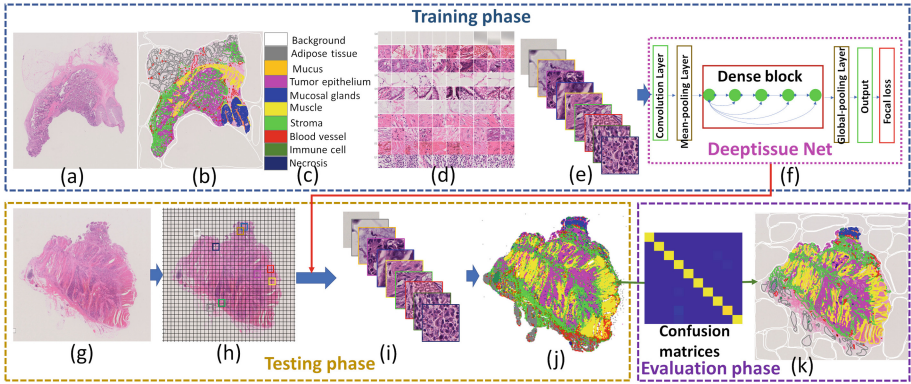 Training phase
Background
Adipose tissue
Mucus
Tumor epithelium
Mucosal glands
Muscle
Stroma
Blood vessel
Immune cell
Necrosis
(a)
(b)
(c)
(d)
(e)
Convolution Layer
Mean-pooling Layer
Dense block
Global-pooling Layer
Output
Focal loss
Deeptissue Net
(f)
(g)
(h)
Testing phase
(i)
(j)
Confusion
matrices
Evaluation phase
(k)